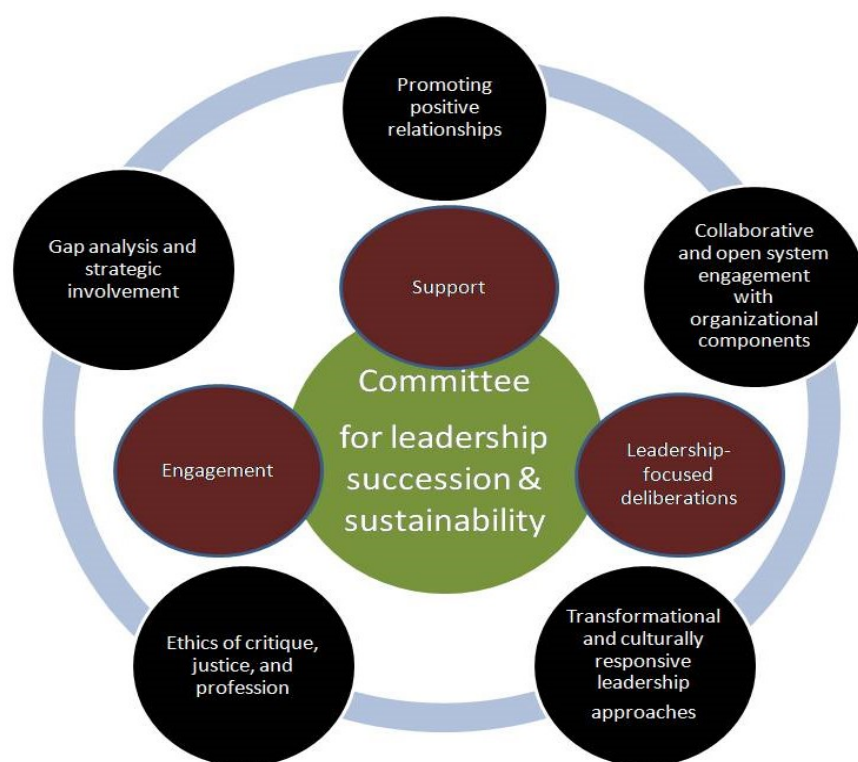 Promoting
positive
relationships
Collaborative
and open system
engagement
with
organizational
components
Gap analysis and
strategic
involvement
Support
Committee
for leadership
succession &
sustainability
Engagement
Leadership-
focused
deliberations
Ethics of critique,
justice, and
profession
Transformational
and culturally
responsive
leadership
approaches